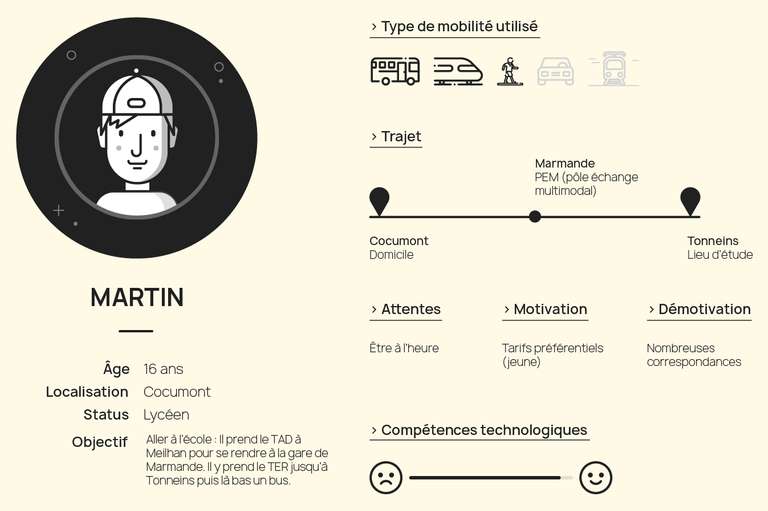 MARTIN
Âge 16 ans
Localisation Cocumont
Status Lycéen
Objectif Aller à l'école : Il prend le TAD à
Meilhan pour se rendre à la gare de
Marmande. Il y prend le TER jusqu'à
Tonneins puis là bas un bus.
> Type de mobilité utilisé
> Trajet
Marmande
PEM (pôle échange
multimodal)
Cocumont
Domicile
Tonneins
Lieu d'étude
> Attentes
Être à l'heure
> Motivation
Tarifs préférentiels
(jeune)
> Démotivation
Nombreuses
correspondances
> Compétences technologiques